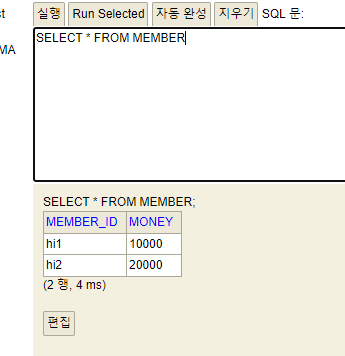 st
실행 Run Selected 자동 완성 지우기 SQL 문:
MA
SELECT * FROM MEMBER
SELECT * FROM MEMBER;
MEMBER_ID MONEY
hi1 10000
hi2 20000
(2 행, 4 ms)
편집